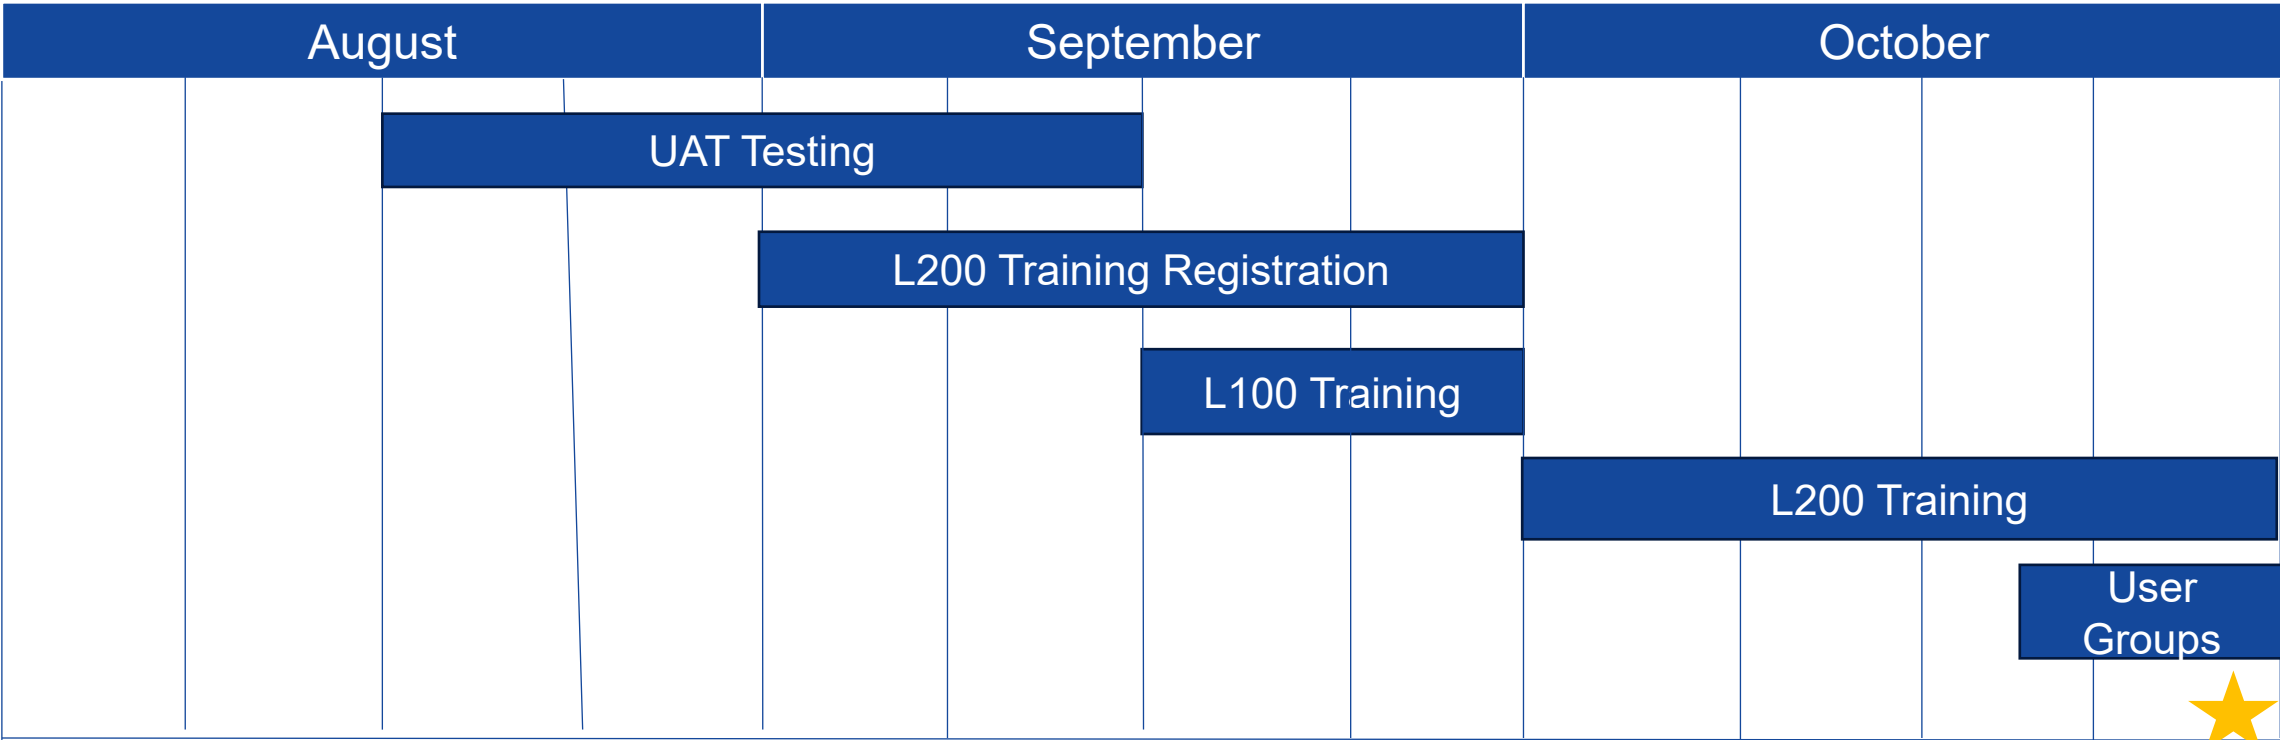 August
September
October
UAT Testing
L200 Training Registration
L100 Training
L200 Training
User
Groups